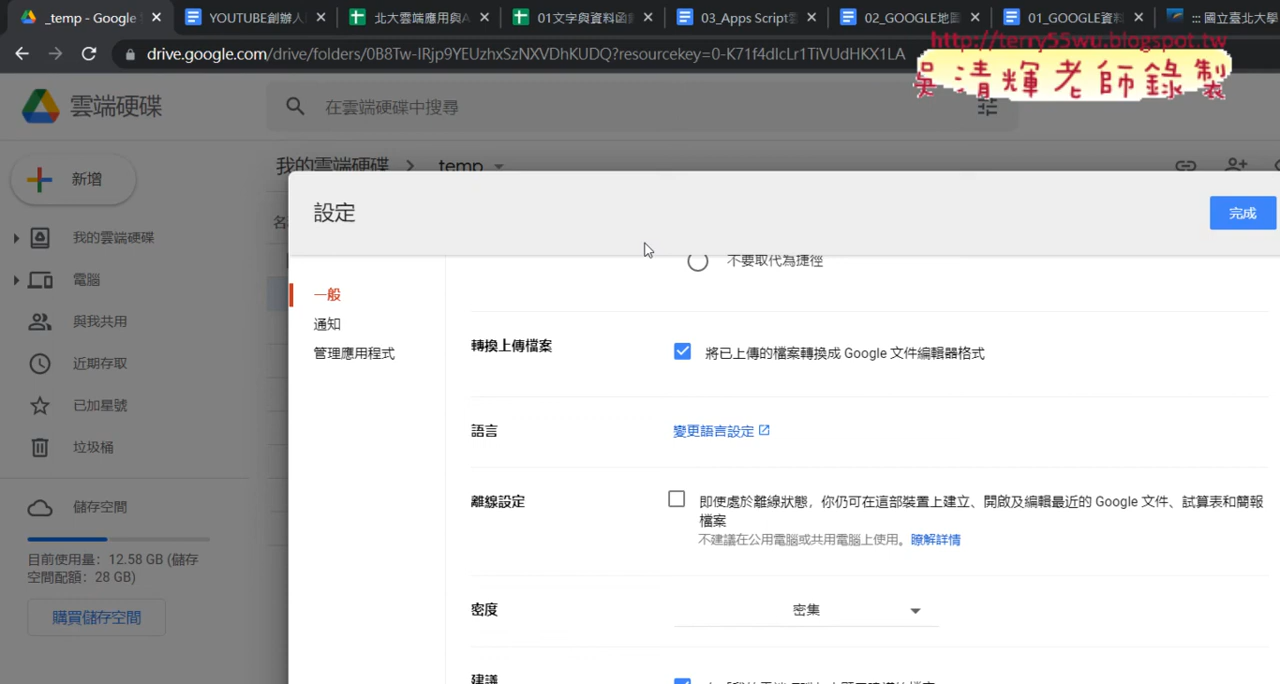 _temp - Google
YOUTUBE創辦人
北大雲端應用與A
01文字與資料函
03_Apps Script雲
02_GOOGLE地圖
01_GOOGLE資料
::: 國立臺北大學
drive.google.com/drive/folders/0B8Tw-IRjp9YEUzhxSzNXVDhKUDQ?resourcekey=0-K71f4dlcLr1TiVUdHKX1LA
http://terry55wu.blogspot.tw
吳清輝老師錄製
雲端硬碟
在雲端硬碟中搜尋
新增
我的雲端硬碟
temp
我的雲端硬碟
電腦
與我共用
近期存取
已加星號
垃圾桶
儲存空間
目前使用量：12.58 GB (儲存
空間配額：28 GB)
購買儲存空間
設定
完成
一般
通知
管理應用程式
不要取代為捷徑
轉換上傳檔案
將已上傳的檔案轉換成 Google 文件編輯器格式
語言
變更語言設定
離線設定
即使處於離線狀態，你仍可在這部裝置上建立、開啟及編輯最近的 Google 文件、試算表和簡報
檔案
不建議在公用電腦或共用電腦上使用。瞭解詳情
密度
密集
建議